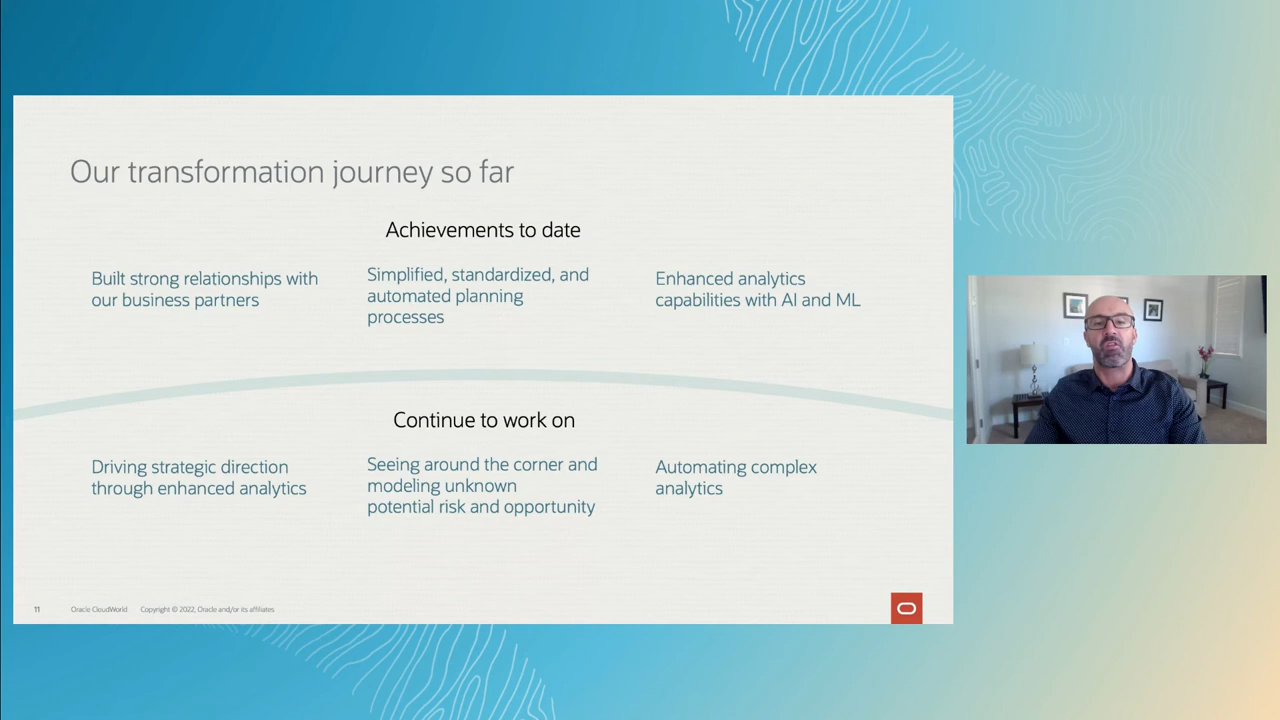 Our transformation journey so far
Achievements to date
Built strong relationships with
our business partners
Simplified, standardized, and
automated planning
processes
Enhanced analytics
capabilities with AI and ML
Continue to work on
Driving strategic direction
through enhanced analytics
Seeing around the corner and
modeling unknown
potential risk and opportunity
Automating complex
analytics
11 Oracle CloudWorld Copyright © 2022, Oracle and/or its affiliates